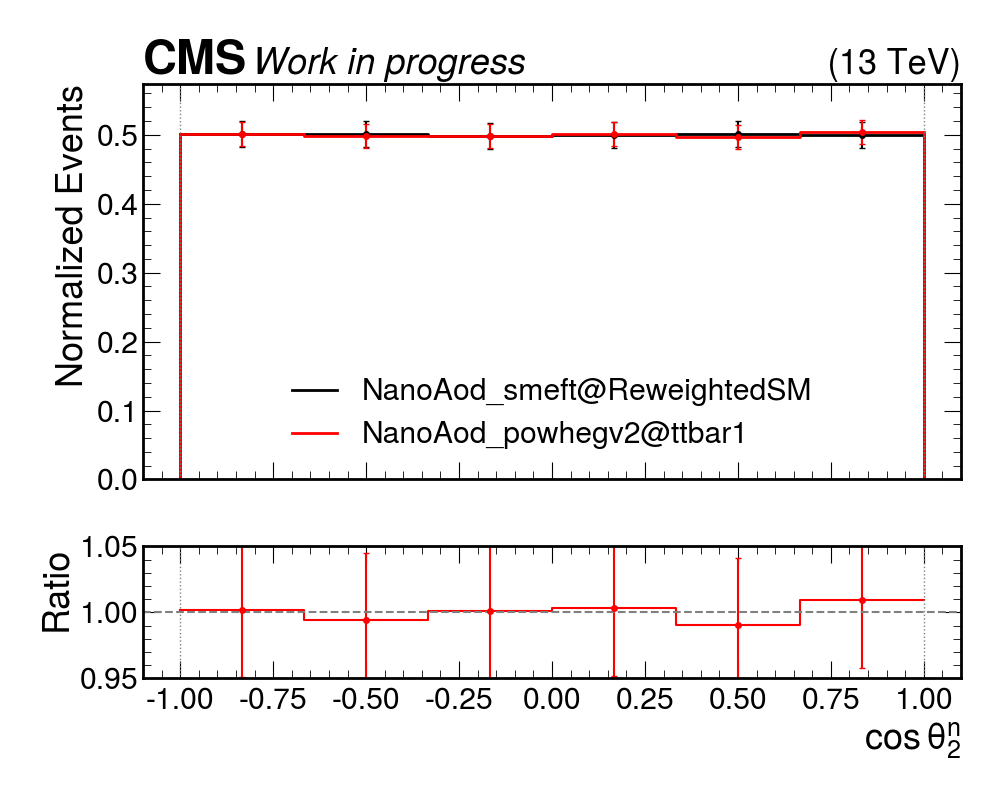 CMS Work in progress (13 TeV)
Normalized Events
0.5
0.4
0.3
0.2
0.1
0.0
NanoAod_smeft@ReweightedSM
NanoAod_powhegv2@ttbar1
Ratio
1.05
1.00
0.95
-1.00 -0.75 -0.50 -0.25 0.00 0.25 0.50 0.75 1.00
cos θ₂ⁿ